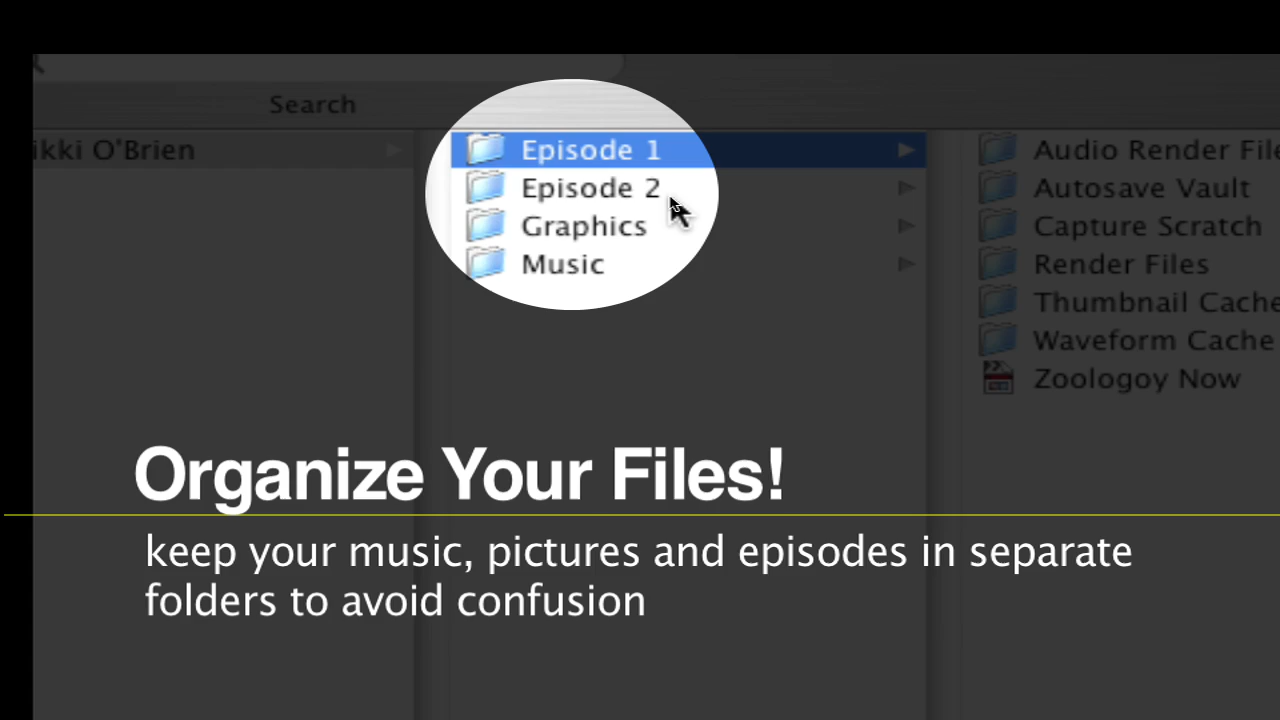 Search
ikki O'Brien
Episode 1
Episode 2
Graphics
Music
Audio Render File
Autosave Vault
Capture Scratch
Render Files
Thumbnail Cache
Waveform Cache
Zoologoy Now
Organize Your Files!
keep your music, pictures and episodes in separate
folders to avoid confusion